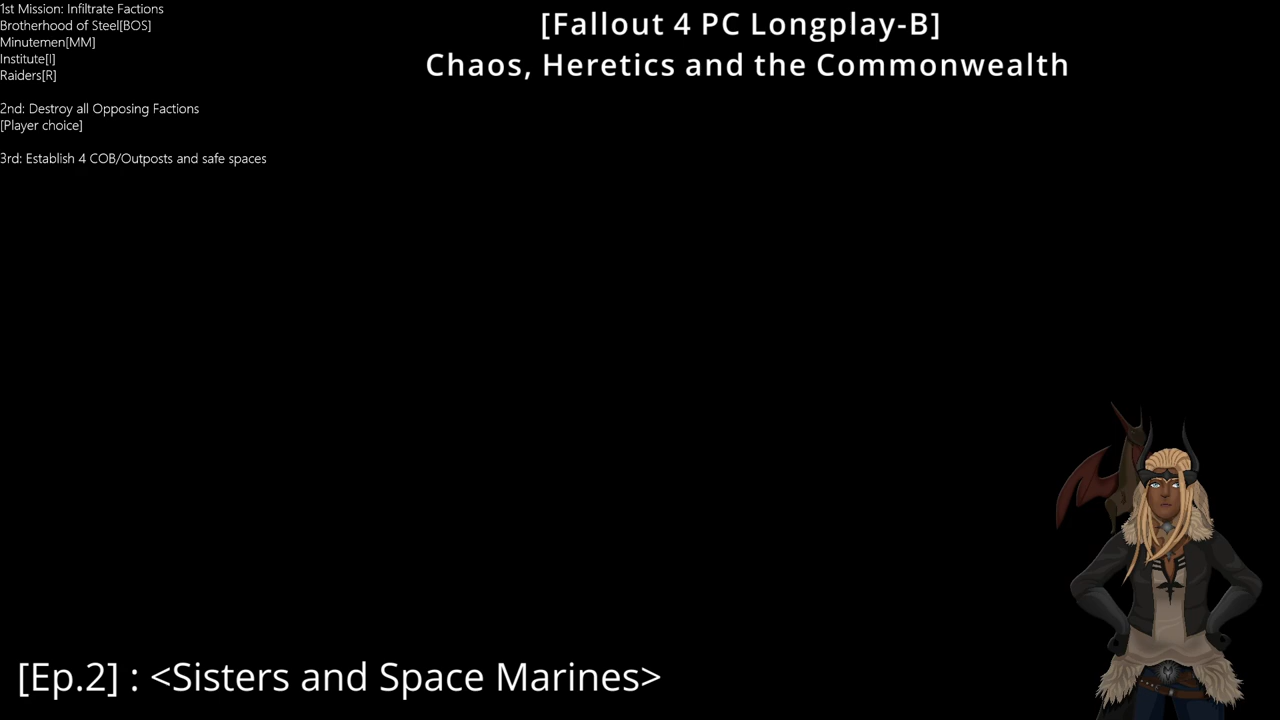 1st Mission: Infiltrate Factions
Brotherhood of Steel[BOS]
Minutemen[MM]
Institute[I]
Raiders[R]
2nd: Destroy all Opposing Factions
[Player choice]
3rd: Establish 4 COB/Outposts and safe spaces
[Fallout 4 PC Longplay-B]
Chaos, Heretics and the Commonwealth
[Ep.2] : <Sisters and Space Marines>